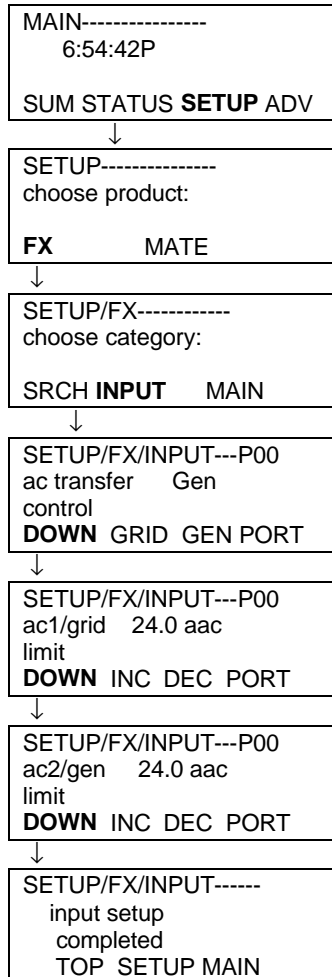 MAIN----------------
6:54:42P
SUM STATUS SETUP ADV
↓
SETUP---------------
choose product:
FX MATE
↓
SETUP/FX------------
choose category:
SRCH INPUT MAIN
↓
SETUP/FX/INPUT---P00
ac transfer Gen
control
DOWN GRID GEN PORT
↓
SETUP/FX/INPUT---P00
ac1/grid 24.0 aac
limit
DOWN INC DEC PORT
↓
SETUP/FX/INPUT---P00
ac2/gen 24.0 aac
limit
DOWN INC DEC PORT
↓
SETUP/FX/INPUT------
input setup
completed
TOP SETUP MAIN